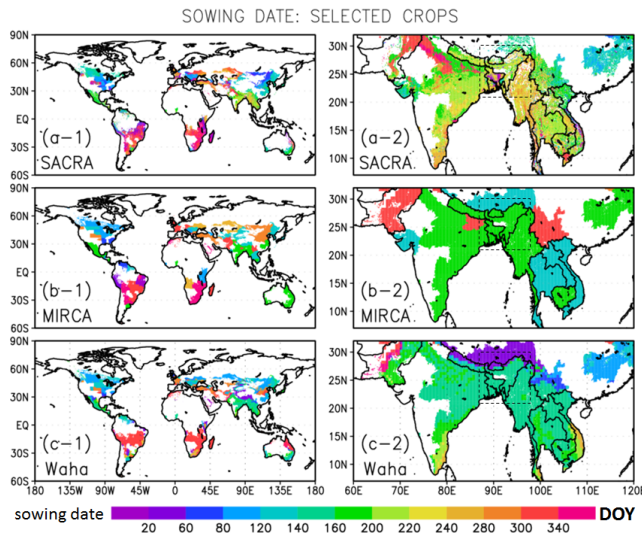 SOWING DATE: SELECTED CROPS
90N
60N
30N
EQ
30S
60S
(a-1)
SACRA
30N
25N
20N
15N
10N
(a-2)
SACRA
90N
60N
30N
EQ
30S
60S
(b-1)
MIRCA
30N
25N
20N
15N
10N
(b-2)
MIRCA
90N
60N
30N
EQ
30S
60S
(c-1)
Waha
180 135W 90W 45W 0 45E 90E 135E 180
30N
25N
20N
15N
10N
(c-2)
Waha
60E 70E 80E 90E 100E 110E 120E
sowing date DOY
20 60 80 120 140 160 200 220 240 280 300 340